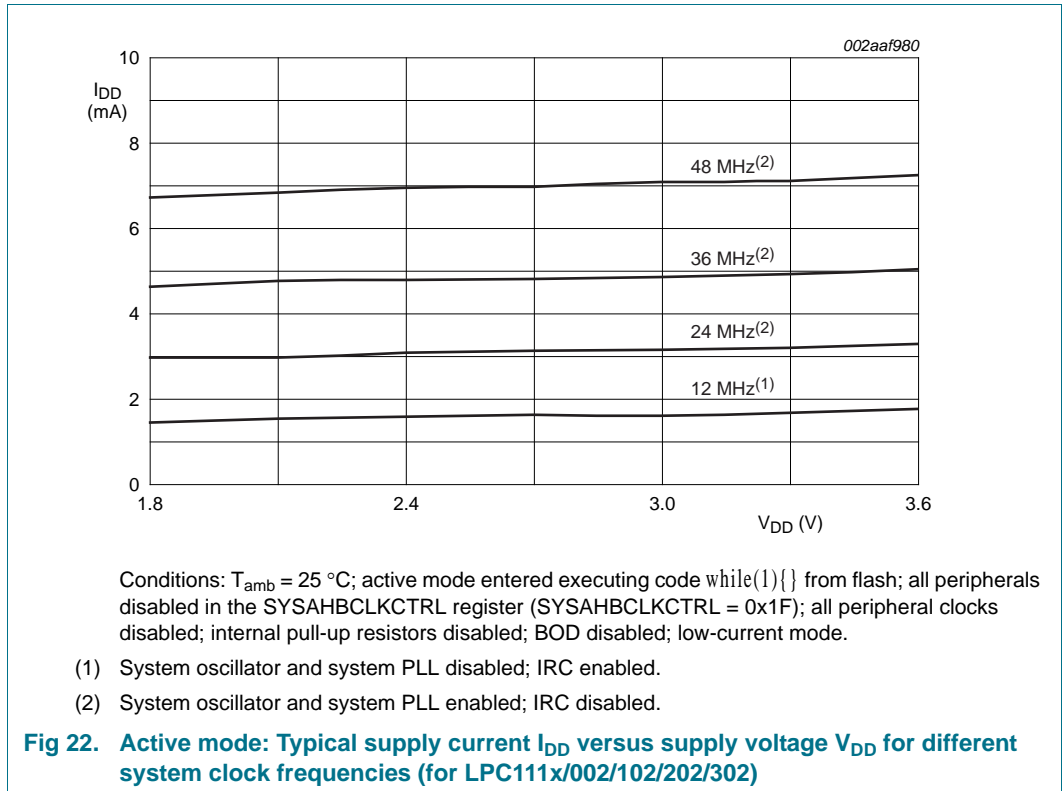 002aaf980
10
IDD
(mA)
8
48 MHz(2)
6
36 MHz(2)
4
24 MHz(2)
12 MHz(1)
2
0
1.8
2.4
3.0
3.6
VDD (V)
Conditions: Tamb = 25 °C; active mode entered executing code while(1){} from flash; all peripherals
disabled in the SYSAHBCLKCTRL register (SYSAHBCLKCTRL = 0x1F); all peripheral clocks
disabled; internal pull-up resistors disabled; BOD disabled; low-current mode.
(1) System oscillator and system PLL disabled; IRC enabled.
(2) System oscillator and system PLL enabled; IRC disabled.
Fig 22. Active mode: Typical supply current IDD versus supply voltage VDD for different
system clock frequencies (for LPC111x/002/102/202/302)